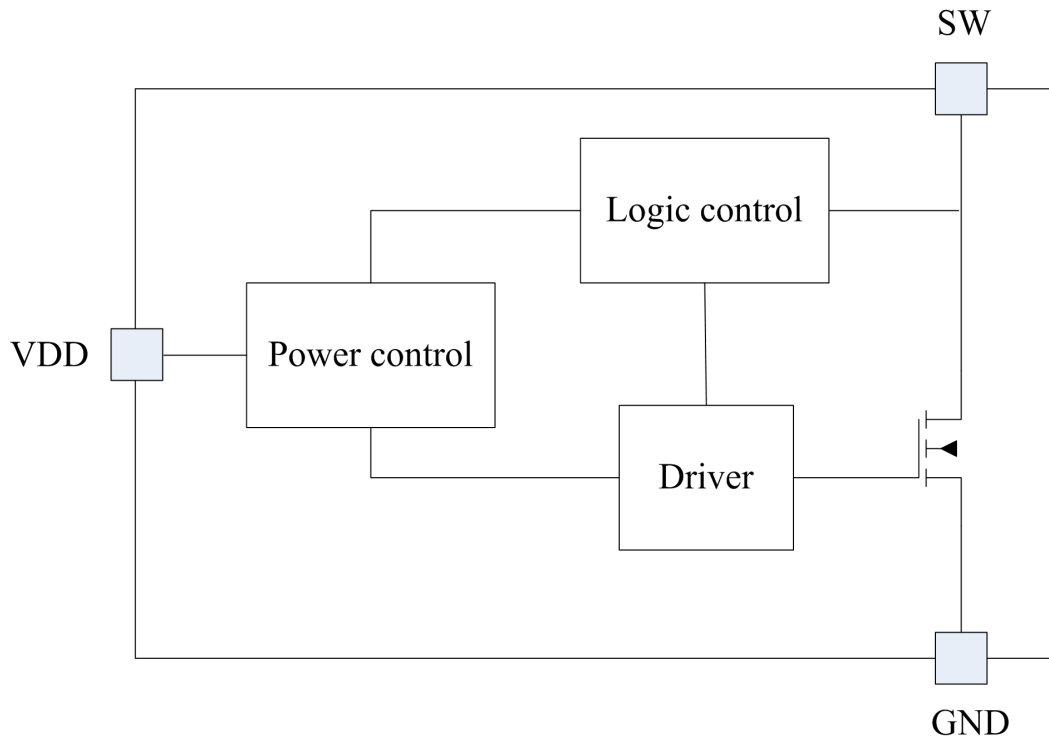 SW
Logic control
VDD
Power control
Driver
GND